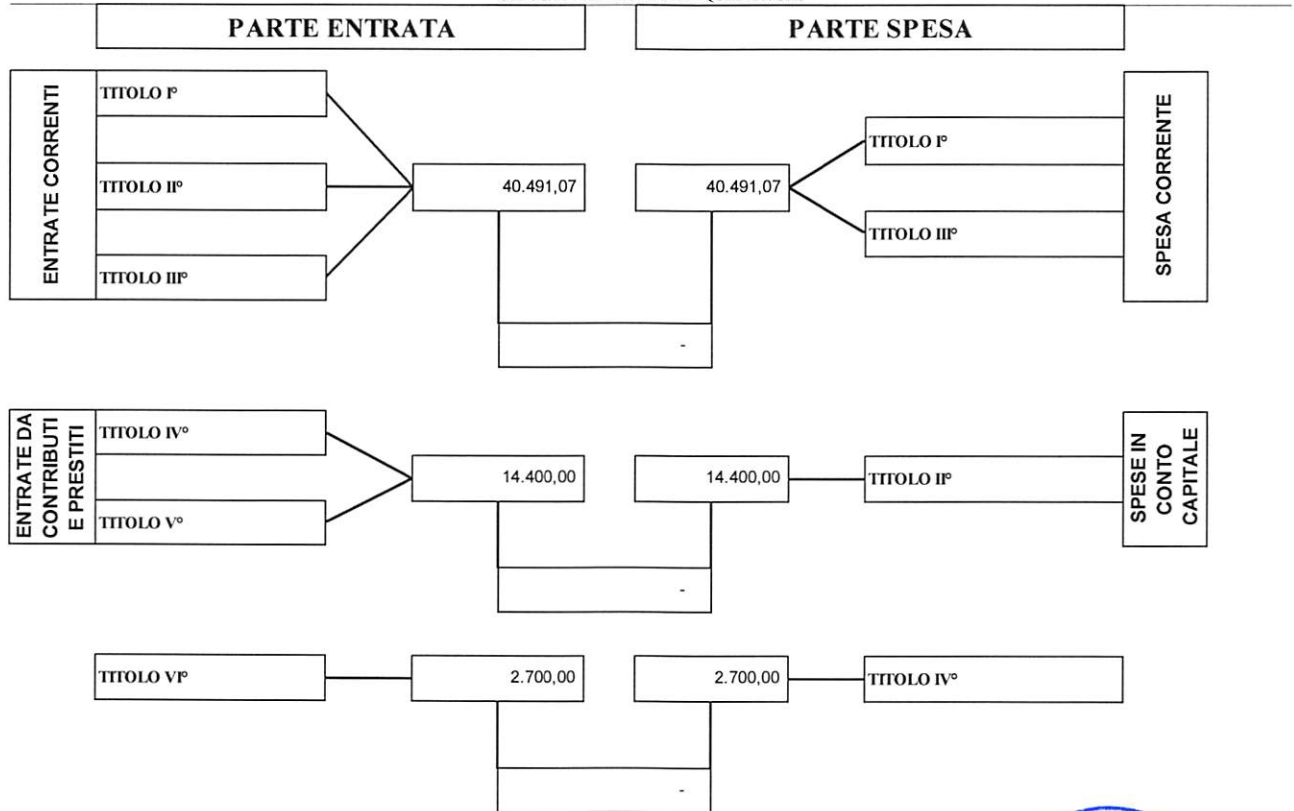 PARTE ENTRATA
PARTE SPESA
ENTRATE CORRENTI
TITOLO I°
TITOLO II°
TITOLO III°
40.491,07
40.491,07
TITOLO I°
TITOLO III°
SPESA CORRENTE
-
ENTRATE DA
CONTRIBUTI
E PRESTITI
TITOLO IV°
TITOLO V°
14.400,00
14.400,00
TITOLO II°
SPESE IN
CONTO
CAPITALE
-
TITOLO VI°
2.700,00
2.700,00
TITOLO IV°
-